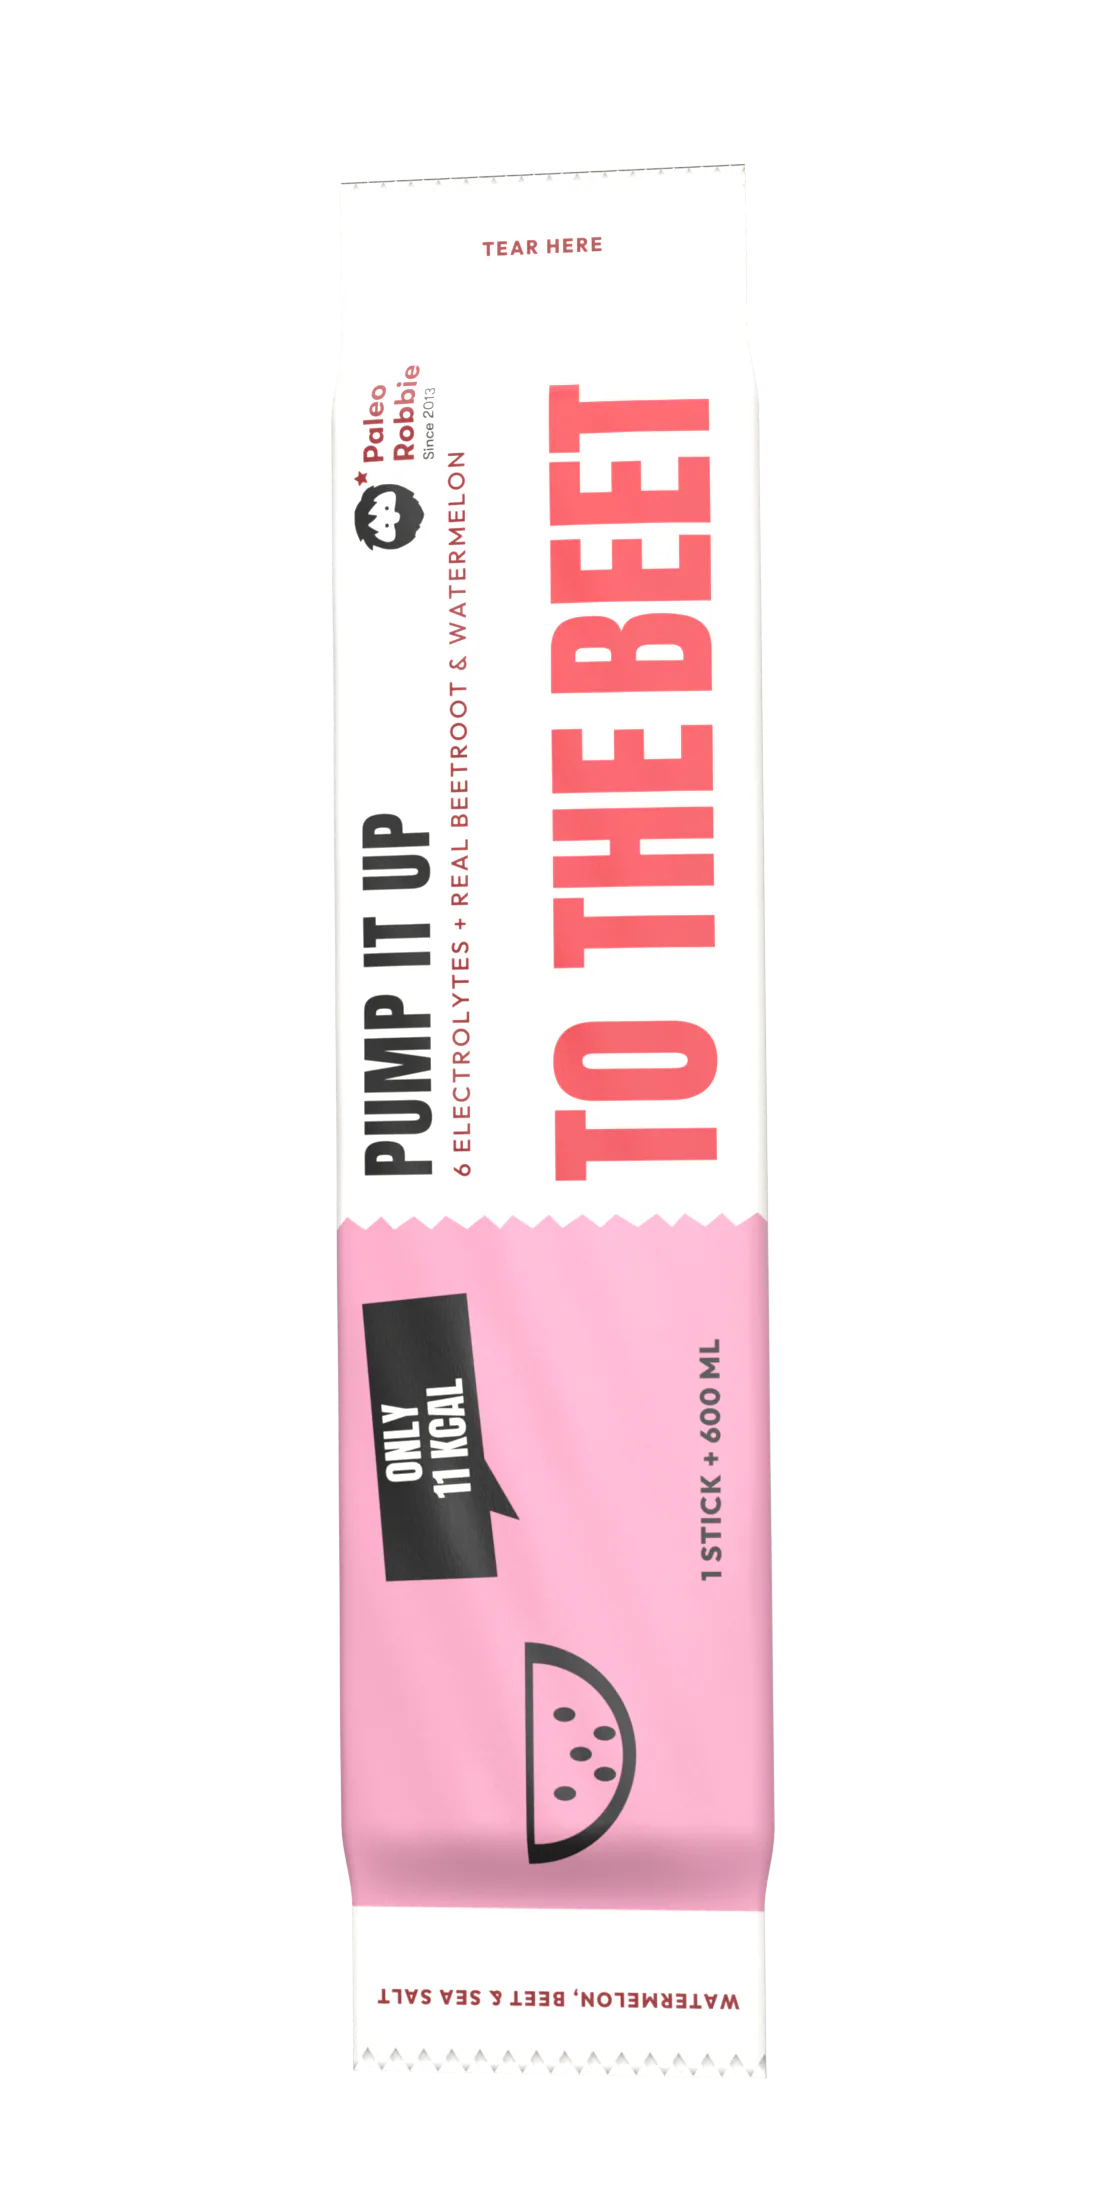 TEAR HERE
Paleo
Robbie
Since 2013
PUMP IT UP
6 ELECTROLYTES + REAL BEETROOT & WATERMELON
TO THE BEET
ONLY
11 KCAL
1 STICK + 600 ML
WATERMELON, BEET & SEA SALT